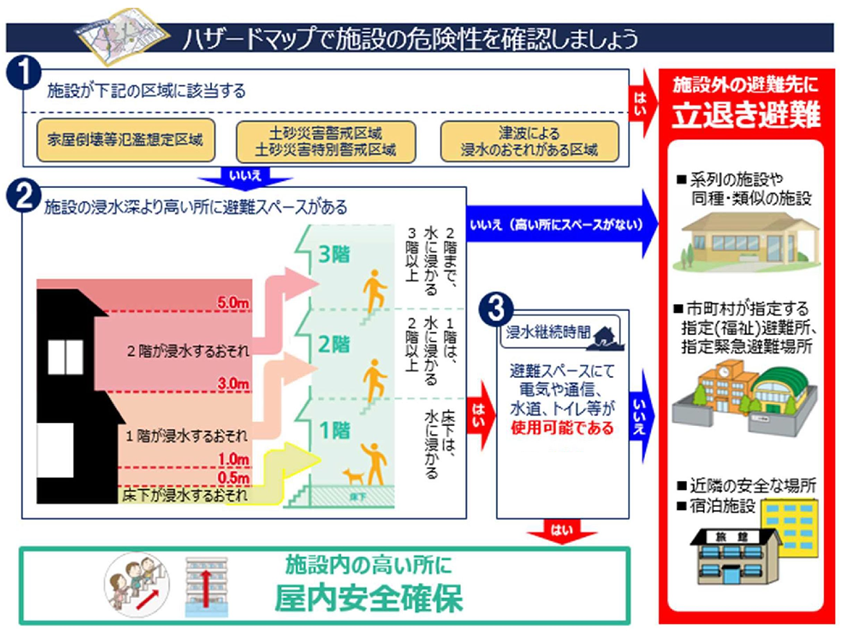 ハザードマップで施設の危険性を確認しましょう
1
施設が下記の区域に該当する
家屋倒壊等氾濫想定区域
土砂災害警戒区域
土砂災害特別警戒区域
津波による
浸水のおそれがある区域
はい
いいえ
2
施設の浸水深より高い所に避難スペースがある
いいえ（高い所にスペースがない）
5.0m
2階が浸水するおそれ
3.0m
1階が浸水するおそれ
1.0m
0.5m
床下が浸水するおそれ
3階
2階
1階
床下
2階まで、
水に浸かる
3階以上
1階は、
水に浸かる
2階以上
床下は、
水に浸かる
はい
3
浸水継続時間
避難スペースにて
電気や通信、
水道、トイレ等が
使用可能である
いいえ
はい
施設内の高い所に
屋内安全確保
施設外の避難先に
立退き避難
■系列の施設や
同種・類似の施設
■市町村が指定する
指定(福祉)避難所、
指定緊急避難場所
■近隣の安全な場所
■宿泊施設
旅館